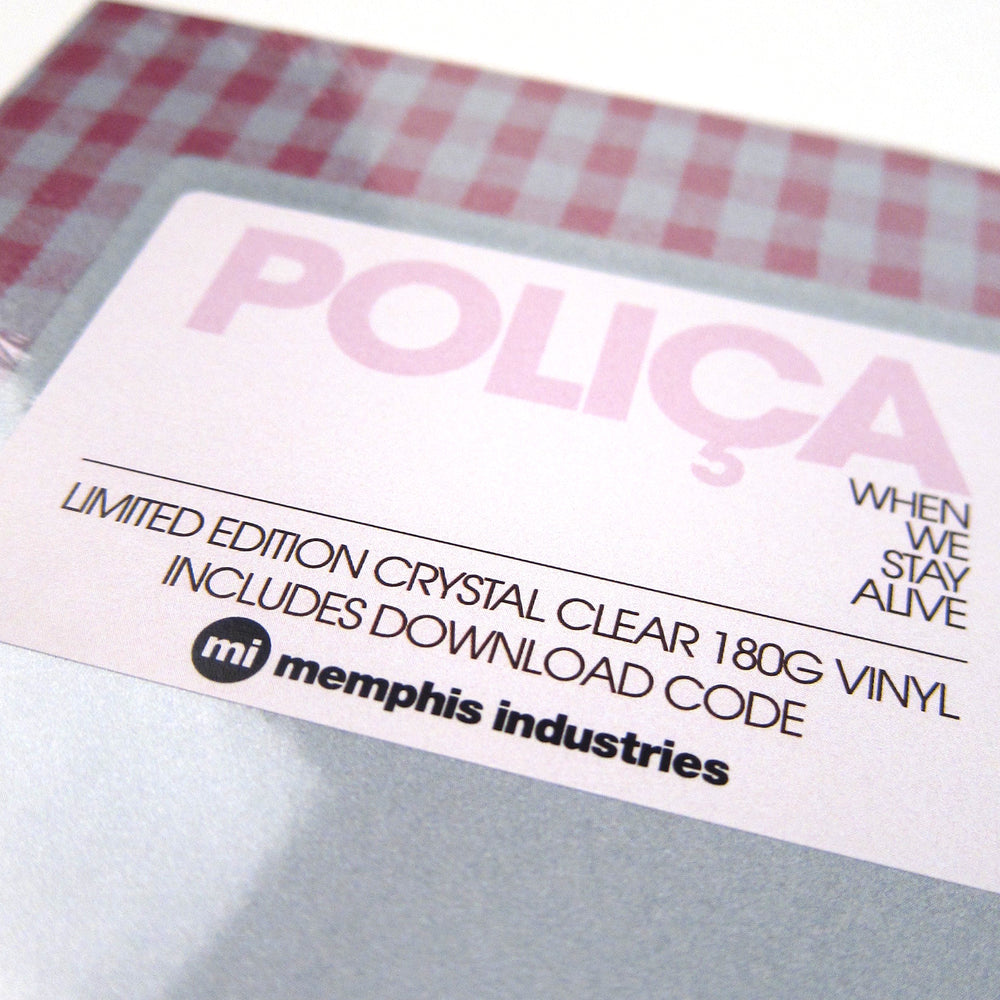 POLIÇA
WHEN
WE
STAY
ALIVE
LIMITED EDITION CRYSTAL CLEAR 180G VINYL
INCLUDES DOWNLOAD CODE
mi memphis industries